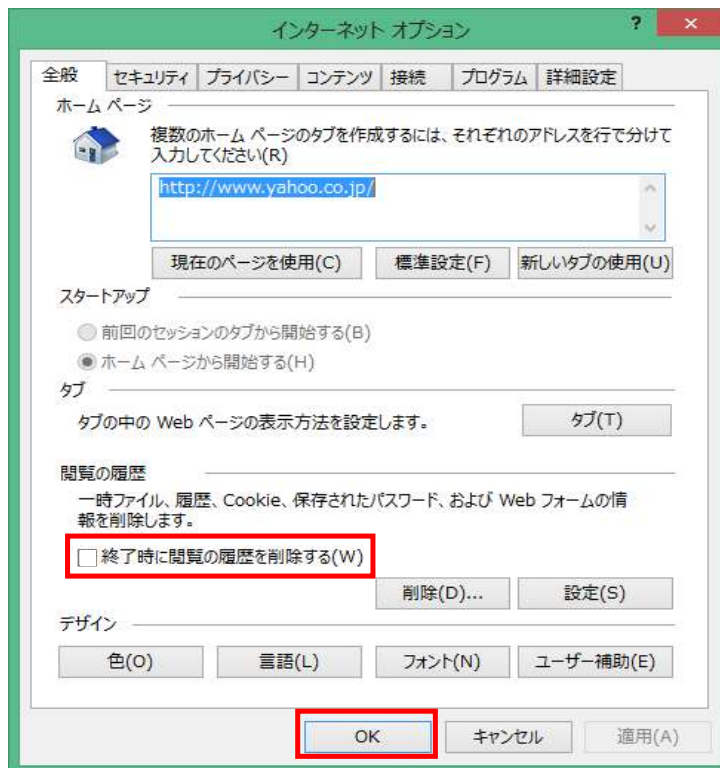 インターネット オプション
?
×
全般 セキュリティ プライバシー コンテンツ 接続 プログラム 詳細設定
ホーム ページ
複数のホーム ページのタブを作成するには、それぞれのアドレスを行で分けて
入力してください(R)
http://www.yahoo.co.jp/
現在のページを使用(C) 標準設定(F) 新しいタブの使用(U)
スタートアップ
前回のセッションのタブから開始する(B)
ホーム ページから開始する(H)
タブ
タブの中の Web ページの表示方法を設定します。 タブ(T)
閲覧の履歴
一時ファイル、履歴、Cookie、保存されたパスワード、および Web フォームの情
報を削除します。
終了時に閲覧の履歴を削除する(W)
削除(D)... 設定(S)
デザイン
色(O) 言語(L) フォント(N) ユーザー補助(E)
OK キャンセル 適用(A)